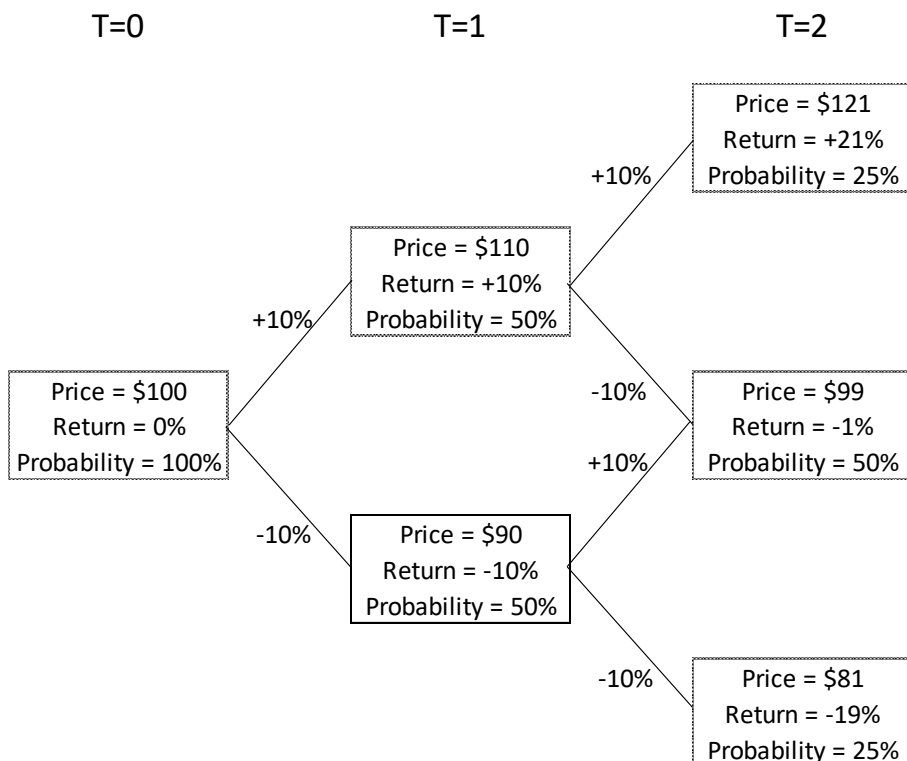 T=0
T=1
T=2
Price = $121
Return = +21%
Probability = 25%
+10%
Price = $110
Return = +10%
Probability = 50%
+10%
Price = $100
Return = 0%
Probability = 100%
-10%
Price = $99
Return = -1%
Probability = 50%
+10%
-10%
Price = $90
Return = -10%
Probability = 50%
-10%
Price = $81
Return = -19%
Probability = 25%